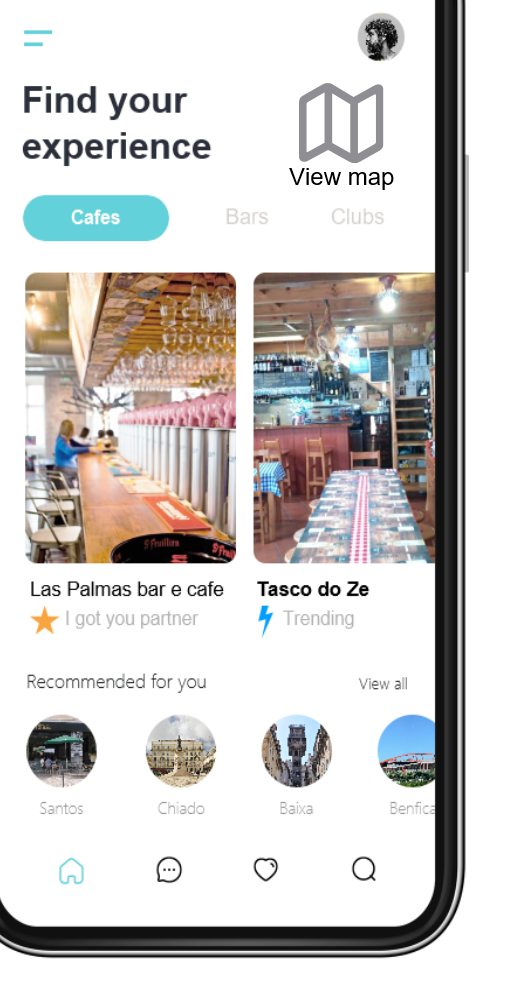 Find your
experience
View map
Cafes
Bars
Clubs
Las Palmas bar e cafe
I got you partner
Tasco do Ze
Trending
Recommended for you
View all
Santos
Chiado
Baixa
Benfica